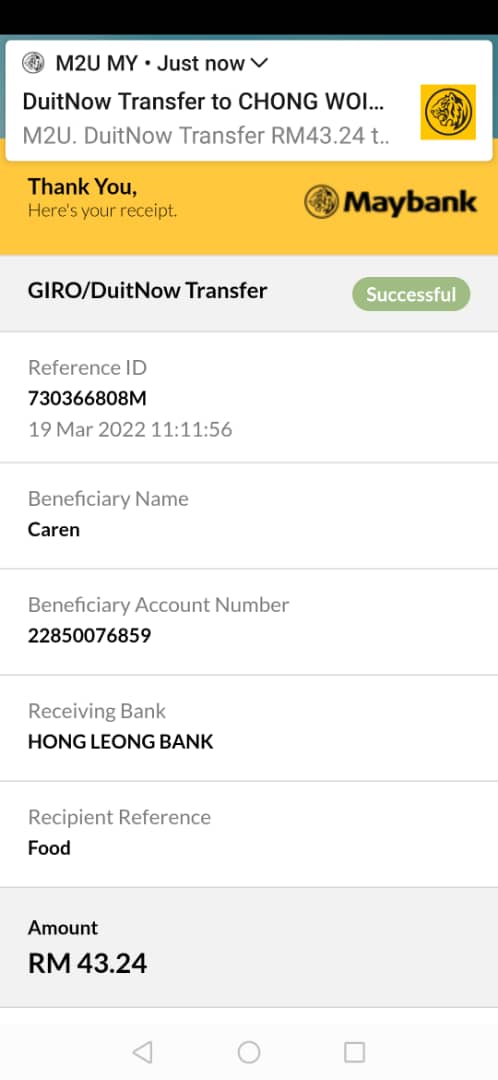 M2U MY • Just now
DuitNow Transfer to CHONG WOI...
M2U. DuitNow Transfer RM43.24 t..
Thank You,
Here's your receipt.
Maybank
GIRO/DuitNow Transfer
Successful
Reference ID
730366808M
19 Mar 2022 11:11:56
Beneficiary Name
Caren
Beneficiary Account Number
22850076859
Receiving Bank
HONG LEONG BANK
Recipient Reference
Food
Amount
RM 43.24